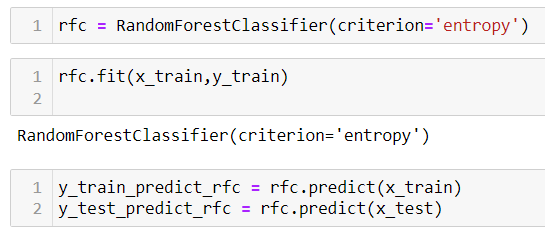 1 rfc = RandomForestClassifier(criterion='entropy')
1 rfc.fit(x_train,y_train)
2
RandomForestClassifier(criterion='entropy')
1 y_train_predict_rfc = rfc.predict(x_train)
2 y_test_predict_rfc = rfc.predict(x_test)